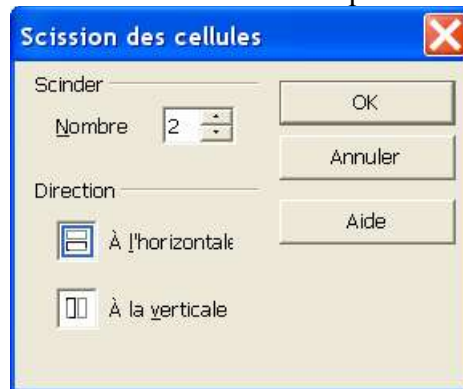 Scission des cellules
Scinder
Nombre 2
OK
Annuler
Aide
Direction
À l'horizontale
À la verticale